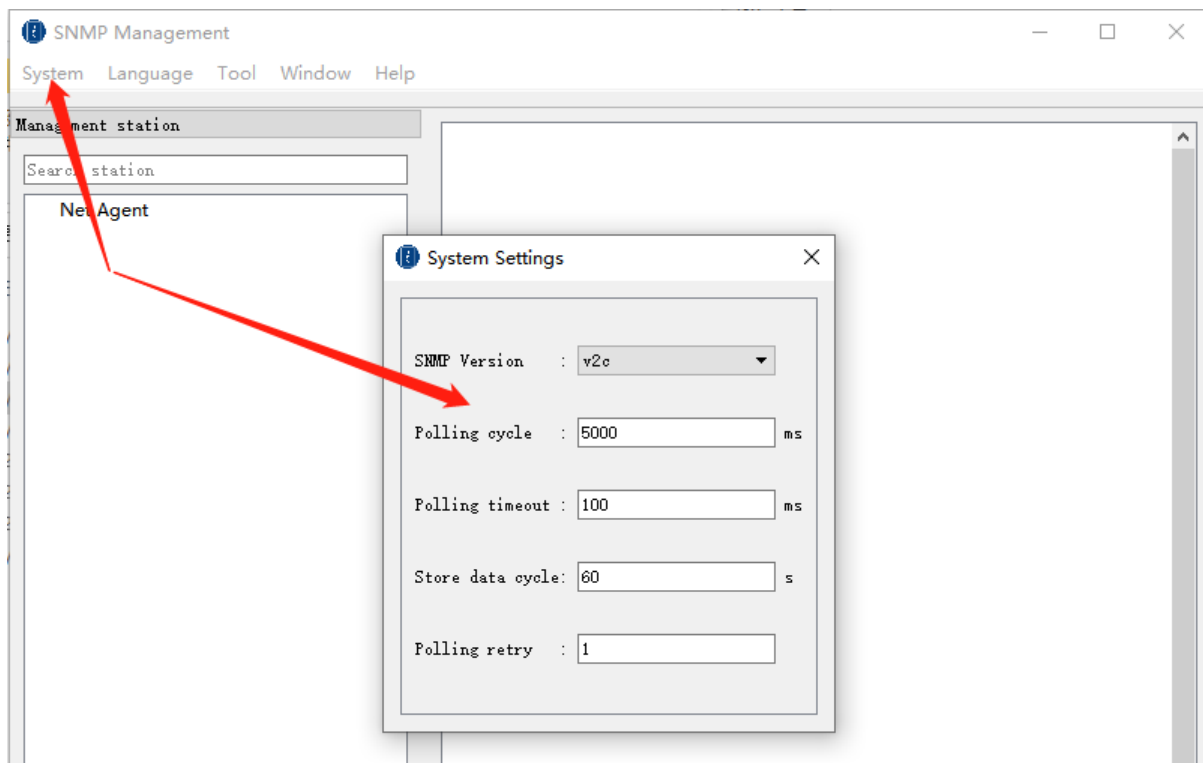 SNMP Management
System Language Tool Window Help
Management station
Search station
Net Agent
System Settings
SNMP Version : v2c
Polling cycle : 5000 ms
Polling timeout : 100 ms
Store data cycle: 60 s
Polling retry : 1